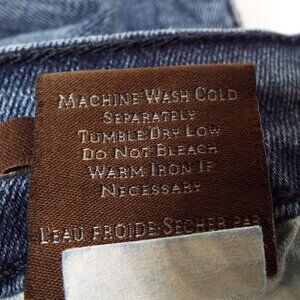 MACHINE WASH COLD
SEPARATELY
TUMBLE DRY LOW
DO NOT BLEACH
WARM IRON IF
NECESSARY
L'EAU FROIDE SECHER PAR